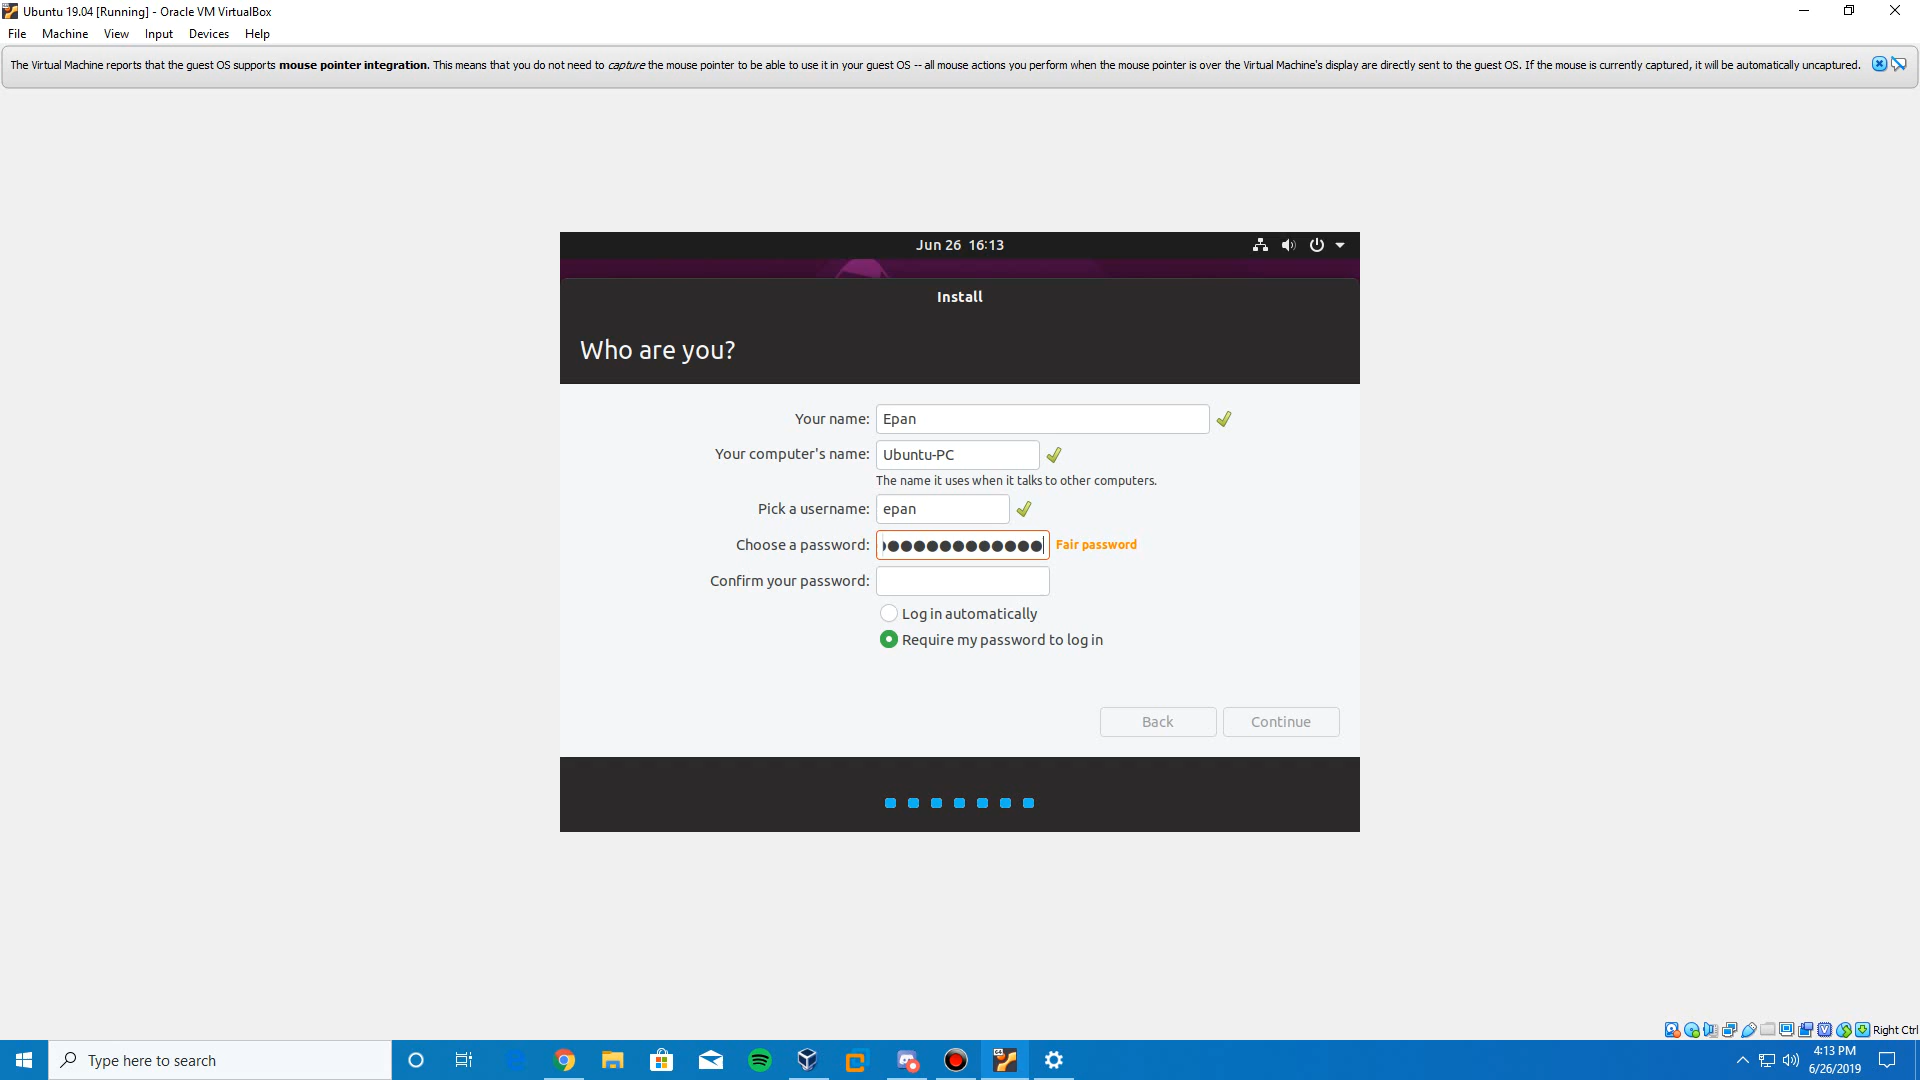 Ubuntu 19.04 [Running] - Oracle VM VirtualBox
File Machine View Input Devices Help
The Virtual Machine reports that the guest OS supports mouse pointer integration. This means that you do not need to capture the mouse pointer to be able to use it in your guest OS -- all mouse actions you perform when the mouse pointer is over the Virtual Machine's display are directly sent to the guest OS. If the mouse is currently captured, it will be automatically uncaptured.
Jun 26 16:13
Install
Who are you?
Your name: Epan
Your computer's name: Ubuntu-PC
The name it uses when it talks to other computers.
Pick a username: epan
Choose a password: ●●●●●●●●●●●●● Fair password
Confirm your password:
Log in automatically
Require my password to log in
Back Continue
Right Ctrl
Type here to search
4:13 PM
6/26/2019